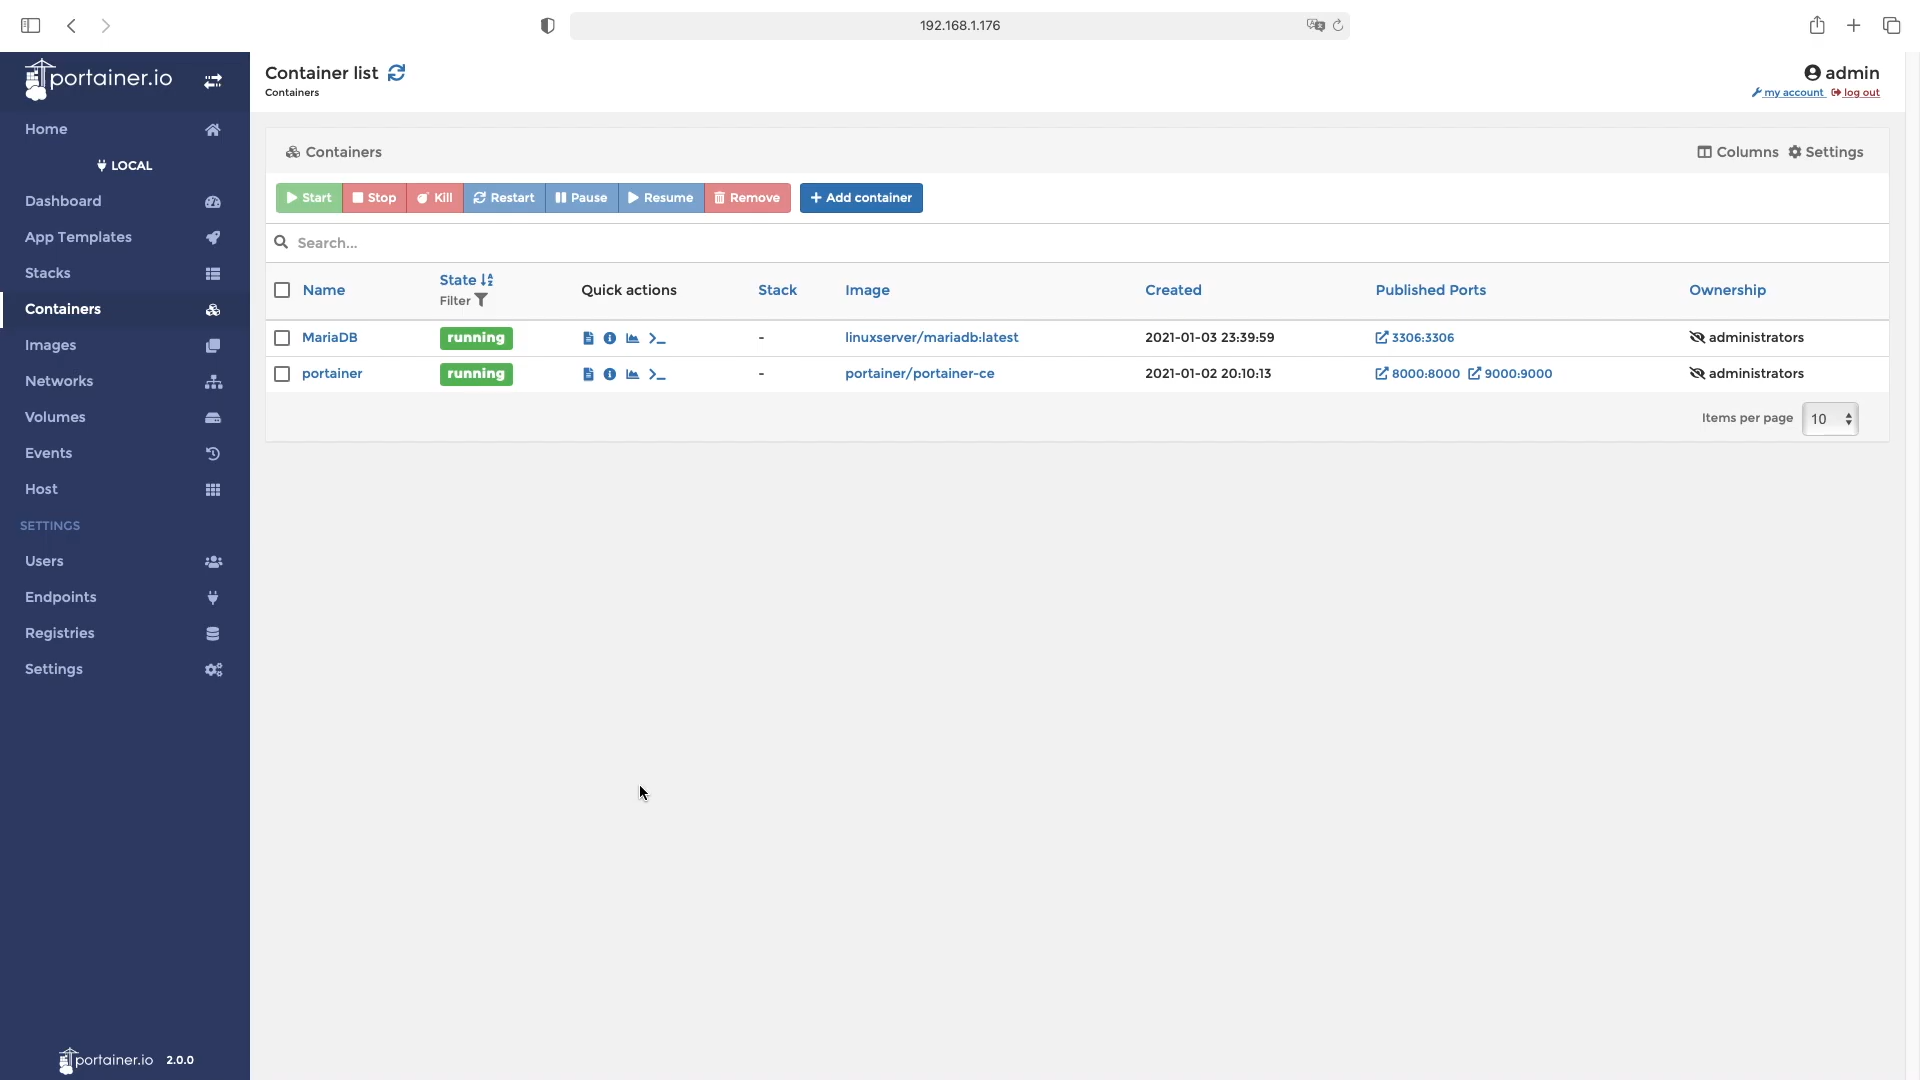 192.168.1.176
portainer.io
Home
LOCAL
Dashboard
App Templates
Stacks
Containers
Images
Networks
Volumes
Events
Host
SETTINGS
Users
Endpoints
Registries
Settings
portainer.io 2.0.0
Container list
Containers
admin
my account log out
Containers
Columns Settings
Start Stop Kill Restart Pause Resume Remove Add container
Search...
Name State Filter Quick actions Stack Image Created Published Ports Ownership
MariaDB running - linuxserver/mariadb:latest 2021-01-03 23:39:59 3306:3306 administrators
portainer running - portainer/portainer-ce 2021-01-02 20:10:13 8000:8000 9000:9000 administrators
Items per page 10